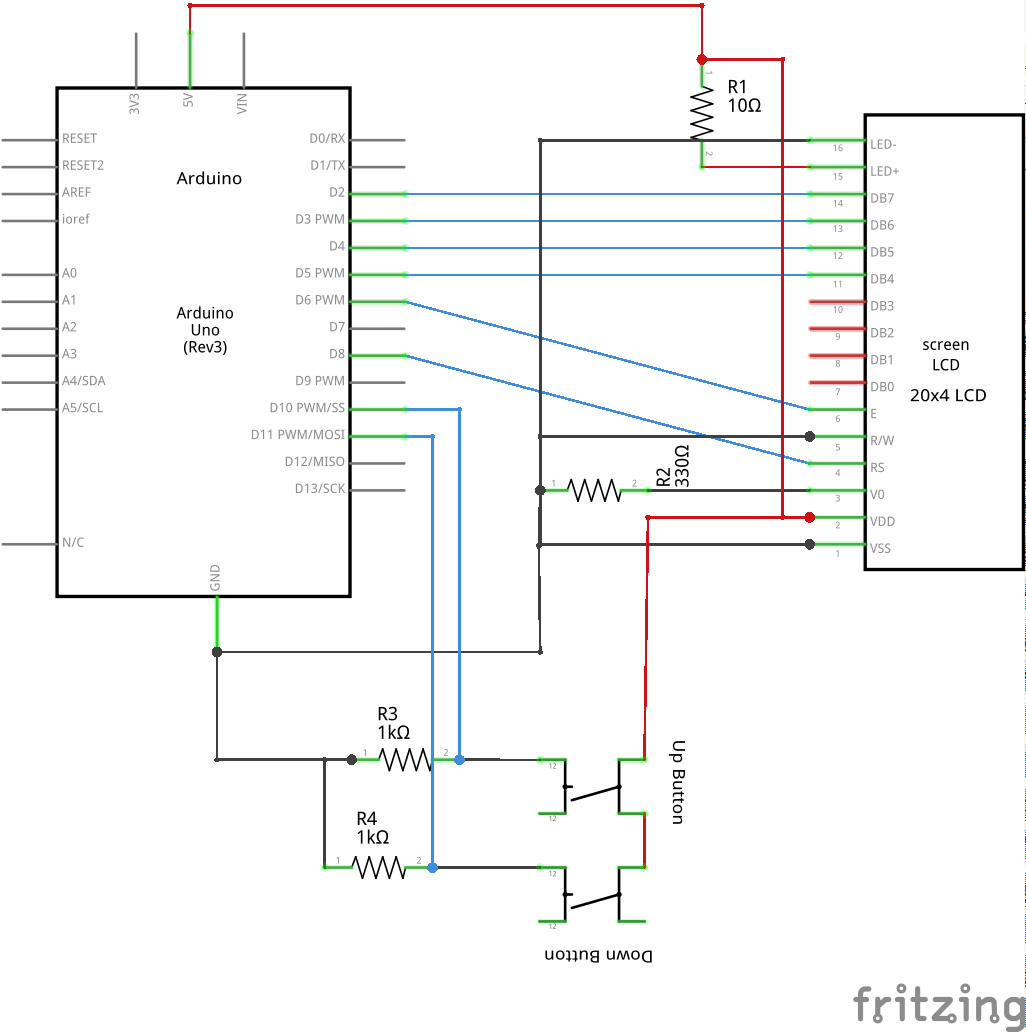 3V3
5V
VIN
RESET
RESET2
AREF
ioref
A0
A1
A2
A3
A4/SDA
A5/SCL
N/C
Arduino
Arduino
Uno
(Rev3)
D0/RX
D1/TX
D2
D3 PWM
D4
D5 PWM
D6 PWM
D7
D8
D9 PWM
D10 PWM/SS
D11 PWM/MOSI
D12/MISO
D13/SCK
GND
1
R1
10Ω
2
16 LED-
15 LED+
14 DB7
13 DB6
12 DB5
11 DB4
10 DB3
9 DB2
8 DB1
7 DB0
6 E
5 R/W
4 RS
3 V0
2 VDD
1 VSS
screen
LCD
20x4 LCD
R2
330Ω
1 2
R3
1kΩ
1 2
R4
1kΩ
1 2
12
12
Up Button
12
12
Down Button
fritzing